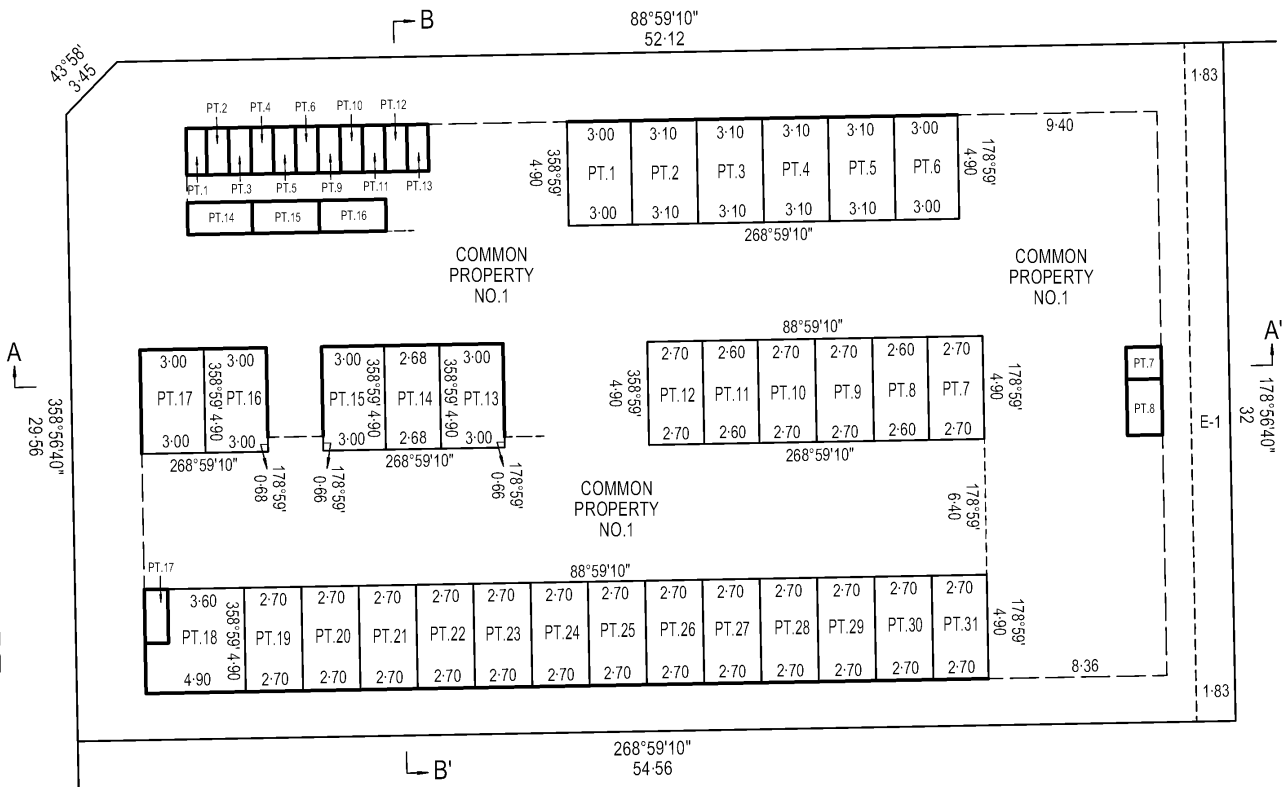 B
88°59'10"
52·12
43°58'
3·45
1·83
PT.2 PT.4 PT.6 PT.10 PT.12
PT.1 PT.3 PT.5 PT.9 PT.11 PT.13
PT.14 PT.15 PT.16
358°59'
4·90
3·00 3·10 3·10 3·10 3·10 3·00
PT.1 PT.2 PT.3 PT.4 PT.5 PT.6
3·00 3·10 3·10 3·10 3·10 3·00
178°59'
4·90
268°59'10"
9·40
COMMON
PROPERTY
NO.1
COMMON
PROPERTY
NO.1
A
A'
358°56'40"
29·56
3·00 3·00
PT.17 358°59' 4·90 PT.16
3·00 3·00
268°59'10"
178°59'
0·68
3·00 2·68 3·00
PT.15 358°59' 4·90 PT.14 358°59' 4·90 PT.13
3·00 2·68 3·00
178°59'
0·66
268°59'10"
178°59'
0·66
88°59'10"
358°59'
4·90
2·70 2·60 2·70 2·70 2·60 2·70
PT.12 PT.11 PT.10 PT.9 PT.8 PT.7
2·70 2·60 2·70 2·70 2·60 2·70
178°59'
4·90
268°59'10"
PT.7
PT.8
E-1
178°56'40"
32
COMMON
PROPERTY
NO.1
178°59'
6·40
PT.17
88°59'10"
3·60 2·70 2·70 2·70 2·70 2·70 2·70 2·70 2·70 2·70 2·70 2·70 2·70 2·70
PT.18 358°59' 4·90 PT.19 PT.20 PT.21 PT.22 PT.23 PT.24 PT.25 PT.26 PT.27 PT.28 PT.29 PT.30 PT.31
4·90 2·70 2·70 2·70 2·70 2·70 2·70 2·70 2·70 2·70 2·70 2·70 2·70 2·70
178°59'
4·90
8·36
1·83
268°59'10"
54·56
B'